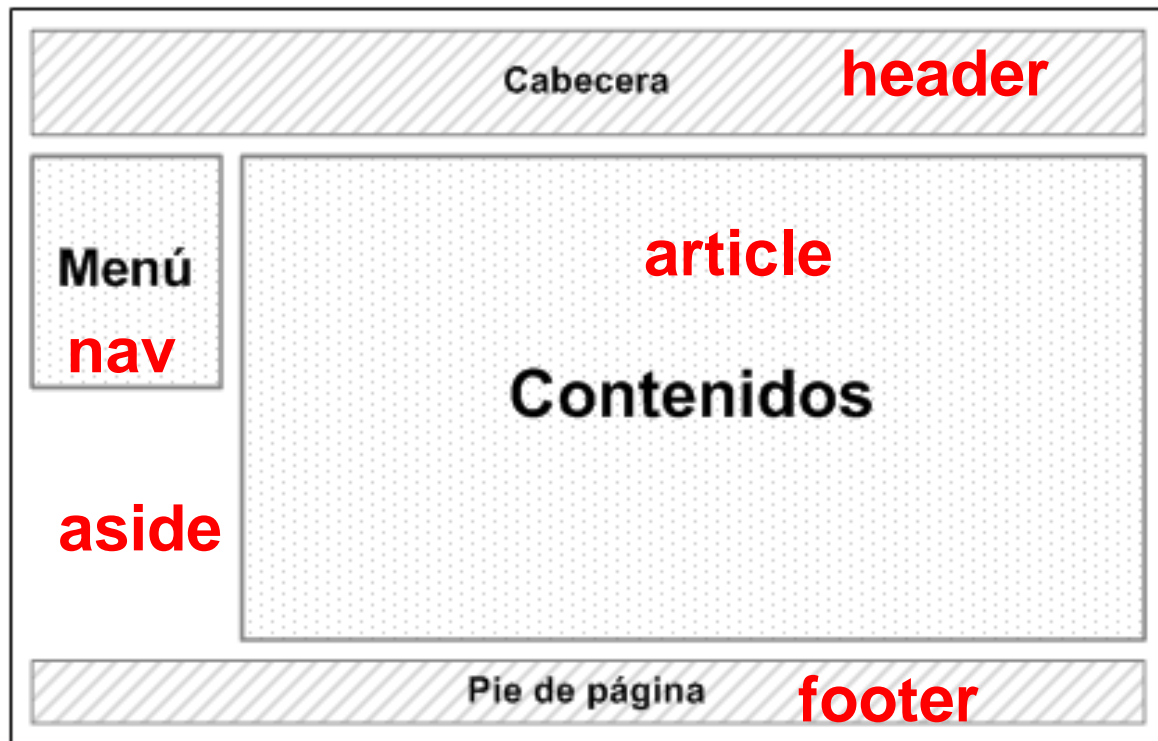 Cabecera header
Menú
nav
article
Contenidos
aside
Pie de página footer